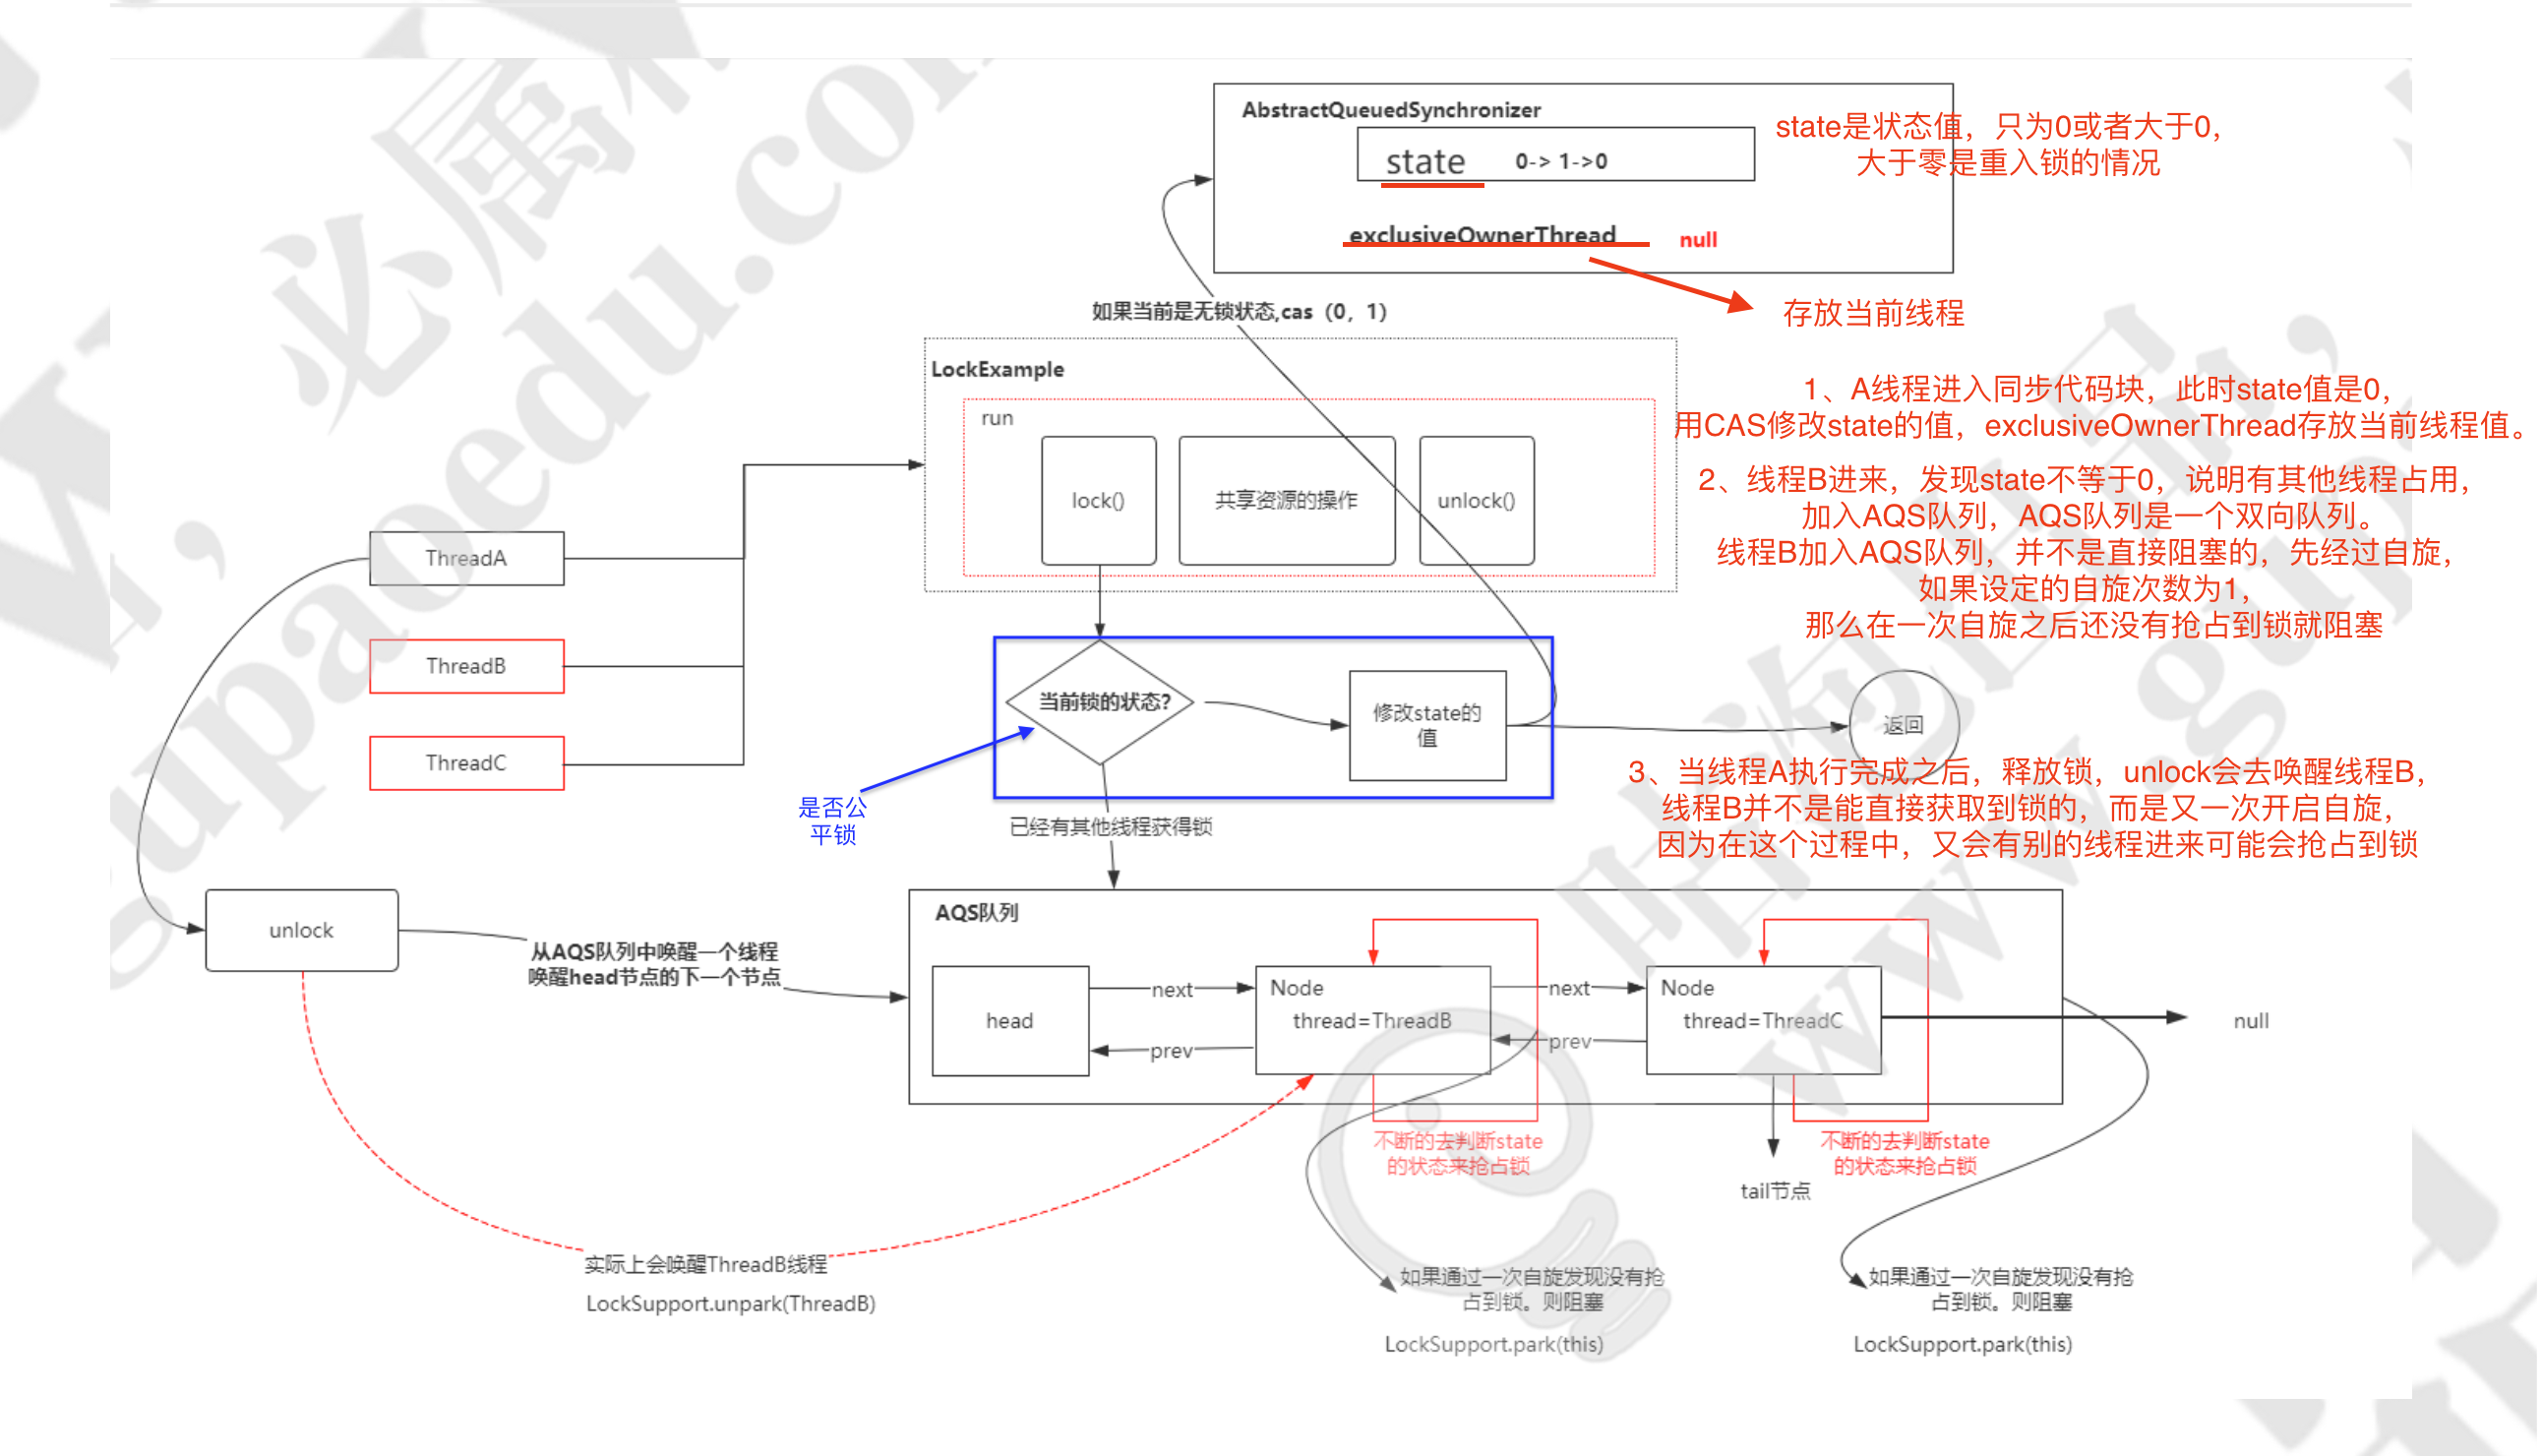 AbstractQueuedSynchronizer
state 0-> 1->0
exclusiveOwnerThread null
state是状态值，只为0或者大于0，
大于零是重入锁的情况
存放当前线程
如果当前是无锁状态,cas（0，1）
LockExample
run
lock()
共享资源的操作
unlock()
1、A线程进入同步代码块，此时state值是0，
用CAS修改state的值，exclusiveOwnerThread存放当前线程值。
2、线程B进来，发现state不等于0，说明有其他线程占用，
加入AQS队列，AQS队列是一个双向队列。
线程B加入AQS队列，并不是直接阻塞的，先经过自旋，
如果设定的自旋次数为1，
那么在一次自旋之后还没有抢占到锁就阻塞
ThreadA
ThreadB
ThreadC
当前锁的状态?
修改state的
值
返回
是否公
平锁
已经有其他线程获得锁
3、当线程A执行完成之后，释放锁，unlock会去唤醒线程B，
线程B并不是能直接获取到锁的，而是又一次开启自旋，
因为在这个过程中，又会有别的线程进来可能会抢占到锁
unlock
从AQS队列中唤醒一个线程
唤醒head节点的下一个节点
AQS队列
head
next
prev
Node
thread=ThreadB
next
prev
Node
thread=ThreadC
null
不断的去判断state
的状态来抢占锁
不断的去判断state
的状态来抢占锁
tail节点
实际上会唤醒ThreadB线程
LockSupport.unpark(ThreadB)
如果通过一次自旋发现没有抢
占到锁。则阻塞
LockSupport.park(this)
如果通过一次自旋发现没有抢
占到锁。则阻塞
LockSupport.park(this)